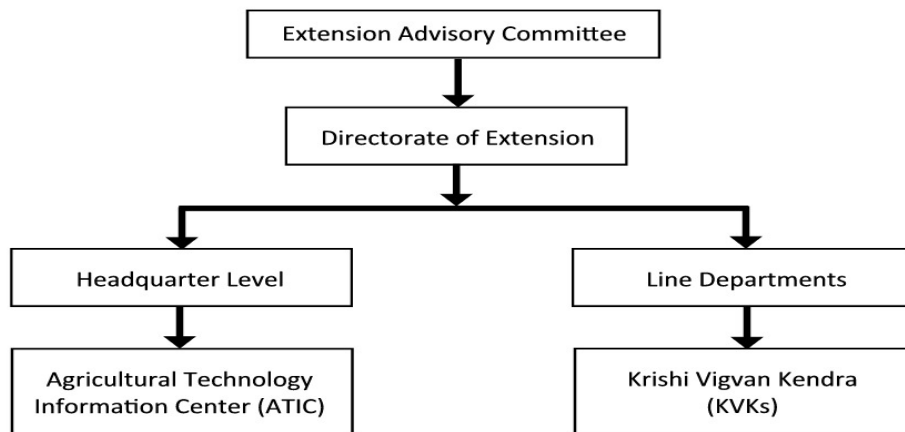 Extension Advisory Committee
Directorate of Extension
Headquarter Level
Line Departments
Agricultural Technology
Information Center (ATIC)
Krishi Vigvan Kendra
(KVKs)